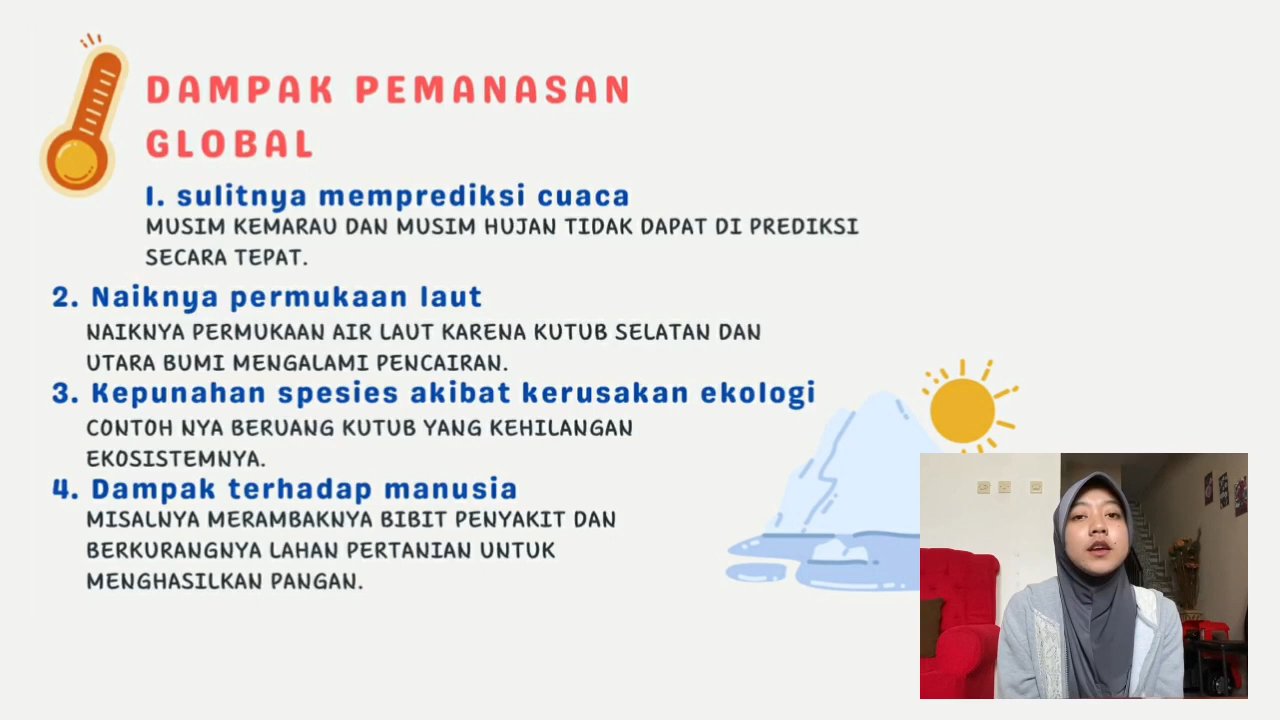 DAMPAK PEMANASAN
GLOBAL
1. sulitnya memprediksi cuaca
MUSIM KEMARAU DAN MUSIM HUJAN TIDAK DAPAT DI PREDIKSI
SECARA TEPAT.
2. Naiknya permukaan laut
NAIKNYA PERMUKAAN AIR LAUT KARENA KUTUB SELATAN DAN
UTARA BUMI MENGALAMI PENCAIRAN.
3. Kepunahan spesies akibat kerusakan ekologi
CONTOH NYA BERUANG KUTUB YANG KEHILANGAN
EKOSISTEMNYA.
4. Dampak terhadap manusia
MISALNYA MERAMBAKNYA BIBIT PENYAKIT DAN
BERKURANGNYA LAHAN PERTANIAN UNTUK
MENGHASILKAN PANGAN.